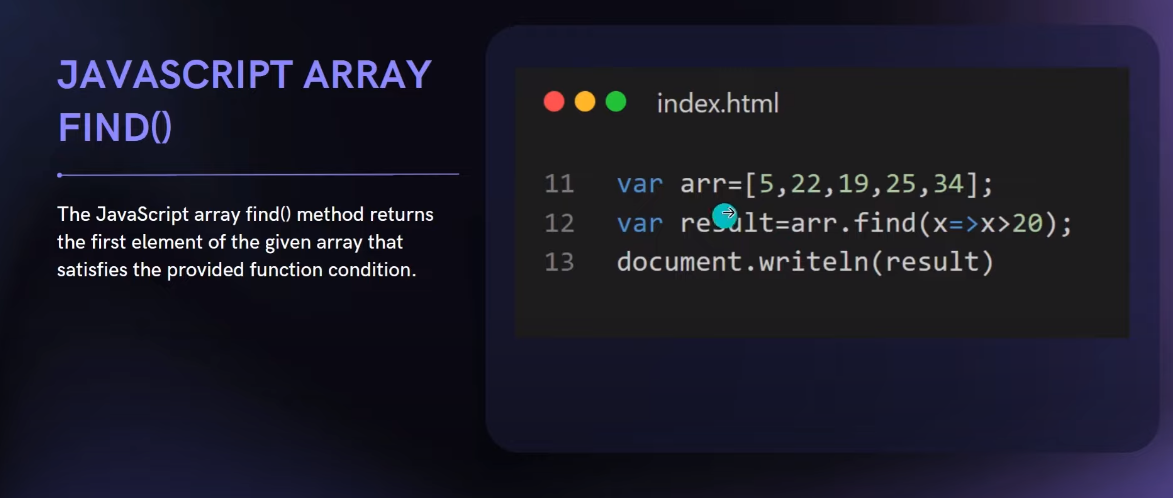 JAVASCRIPT ARRAY
FIND()
The JavaScript array find() method returns
the first element of the given array that
satisfies the provided function condition.
index.html
11 var arr=[5,22,19,25,34];
12 var result=arr.find(x=>x>20);
13 document.writeln(result)